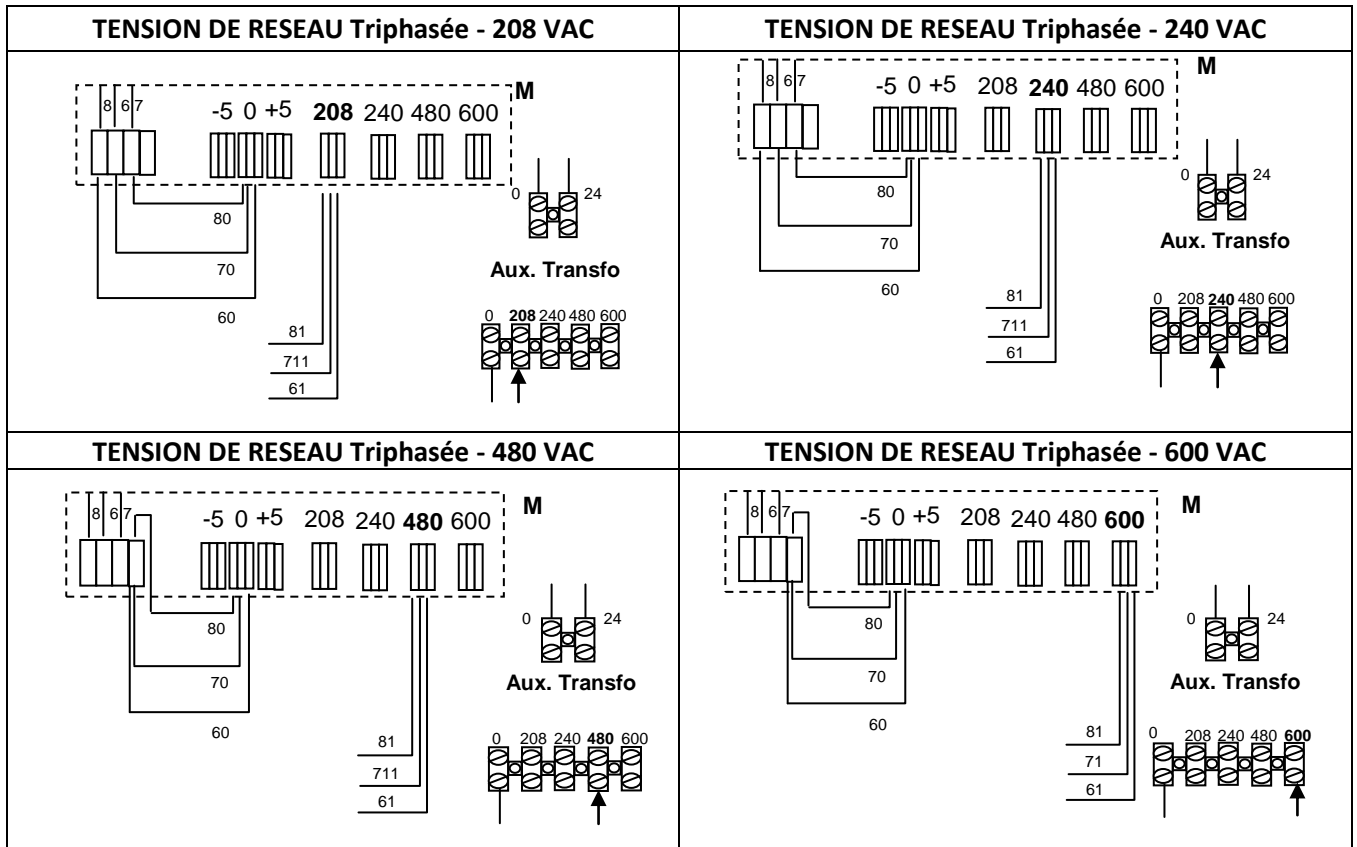 TENSION DE RESEAU Triphasée - 208 VAC
8 6 7
-5 0 +5 208 240 480 600
M
80
70
60
81
711
61
0 24
Aux. Transfo
0 208 240 480 600
TENSION DE RESEAU Triphasée - 240 VAC
8 6 7
-5 0 +5 208 240 480 600
M
80
70
60
81
711
61
0 24
Aux. Transfo
0 208 240 480 600
TENSION DE RESEAU Triphasée - 480 VAC
8 6 7
-5 0 +5 208 240 480 600
M
80
70
60
81
711
61
0 24
Aux. Transfo
0 208 240 480 600
TENSION DE RESEAU Triphasée - 600 VAC
8 6 7
-5 0 +5 208 240 480 600
M
80
70
60
81
71
61
0 24
Aux. Transfo
0 208 240 480 600